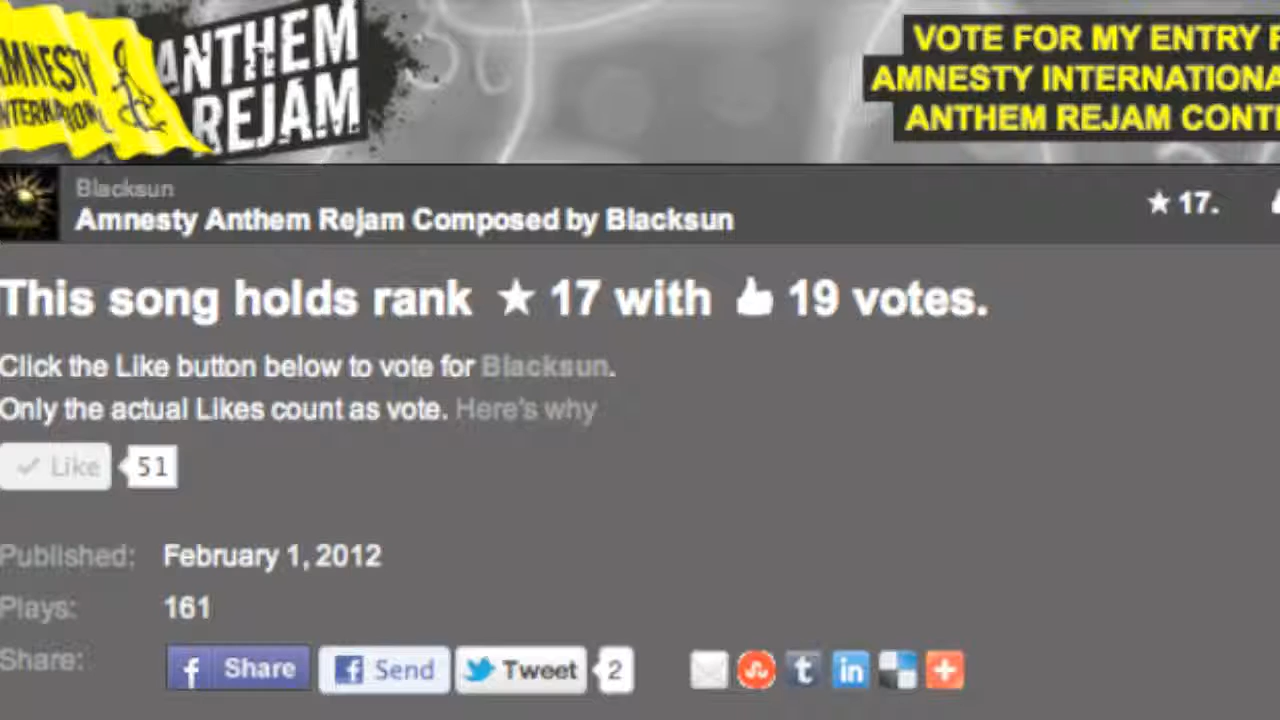 AMNESTY
INTERNATIONAL
ANTHEM
REJAM
VOTE FOR MY ENTRY
AMNESTY INTERNATIONA
ANTHEM REJAM CONT
Blacksun
Amnesty Anthem Rejam Composed by Blacksun
★ 17.
This song holds rank ★ 17 with 19 votes.
Click the Like button below to vote for Blacksun.
Only the actual Likes count as vote. Here's why
Like 51
Published: February 1, 2012
Plays: 161
Share: f Share f Send Tweet 2 t in